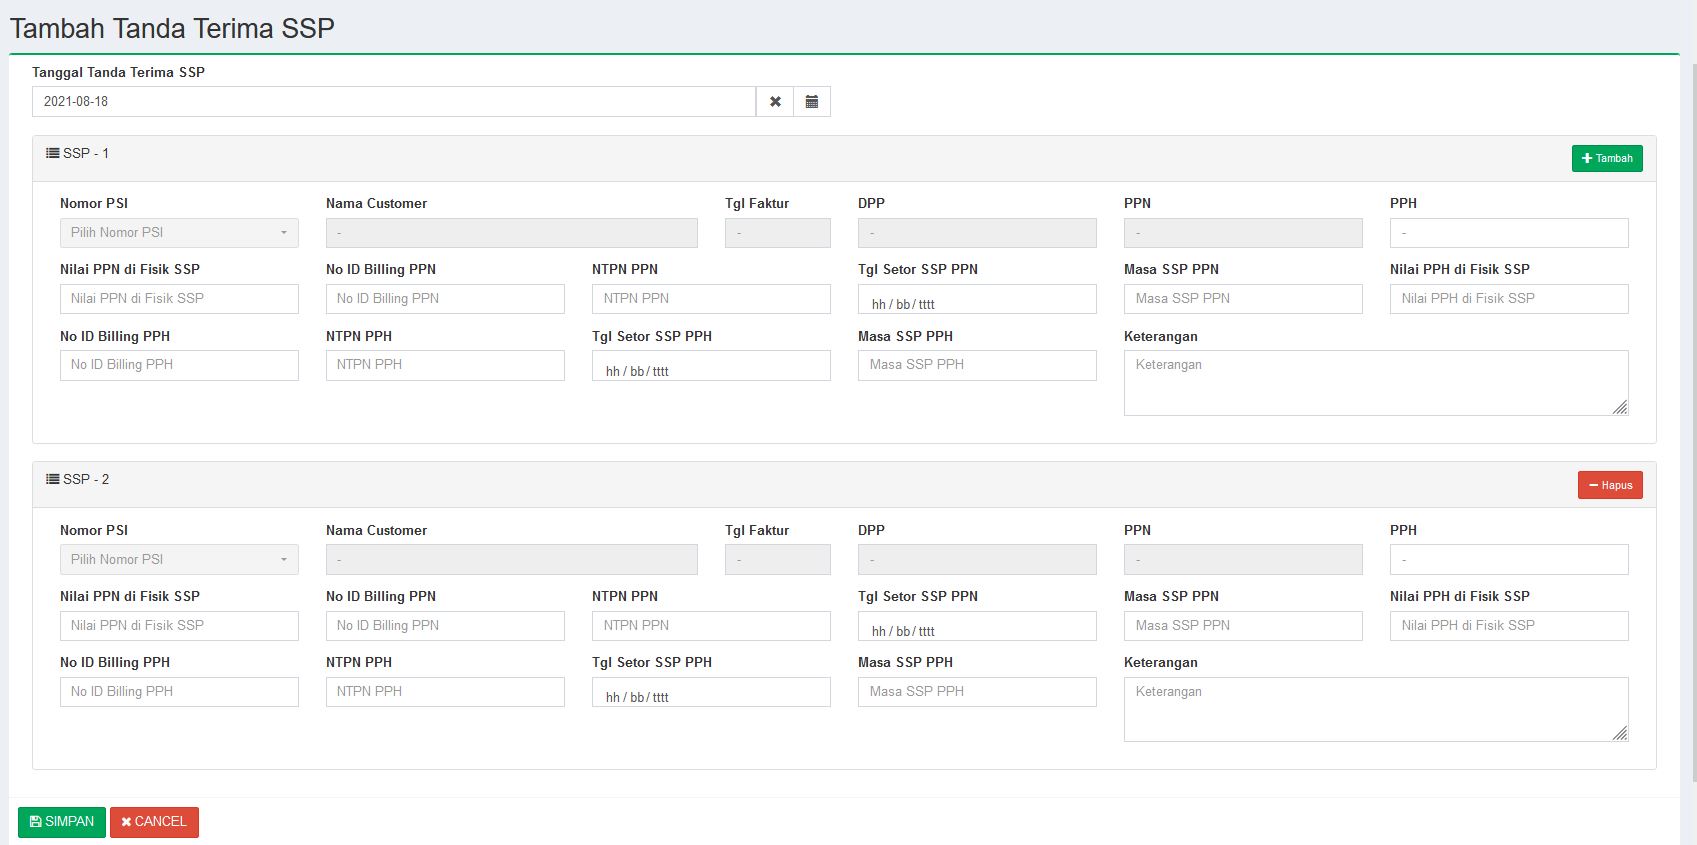 Tambah Tanda Terima SSP
Tanggal Tanda Terima SSP
2021-08-18
SSP - 1
Tambah
Nomor PSI Nama Customer Tgl Faktur DPP PPN PPH
Pilih Nomor PSI - - - - -
Nilai PPN di Fisik SSP No ID Billing PPN NTPN PPN Tgl Setor SSP PPN Masa SSP PPN Nilai PPH di Fisik SSP
Nilai PPN di Fisik SSP No ID Billing PPN NTPN PPN hh / bb / tttt Masa SSP PPN Nilai PPH di Fisik SSP
No ID Billing PPH NTPN PPH Tgl Setor SSP PPH Masa SSP PPH Keterangan
No ID Billing PPH NTPN PPH hh / bb / tttt Masa SSP PPH Keterangan
SSP - 2
Hapus
Nomor PSI Nama Customer Tgl Faktur DPP PPN PPH
Pilih Nomor PSI - - - - -
Nilai PPN di Fisik SSP No ID Billing PPN NTPN PPN Tgl Setor SSP PPN Masa SSP PPN Nilai PPH di Fisik SSP
Nilai PPN di Fisik SSP No ID Billing PPN NTPN PPN hh / bb / tttt Masa SSP PPN Nilai PPH di Fisik SSP
No ID Billing PPH NTPN PPH Tgl Setor SSP PPH Masa SSP PPH Keterangan
No ID Billing PPH NTPN PPH hh / bb / tttt Masa SSP PPH Keterangan
SIMPAN CANCEL